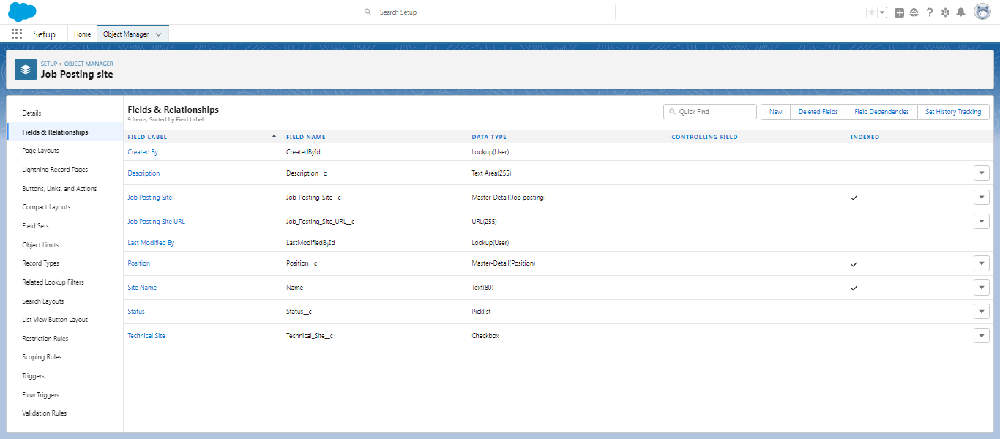 Search Setup
Setup
Home
Object Manager
SETUP > OBJECT MANAGER
Job Posting site
Details
Fields & Relationships
Page Layouts
Lightning Record Pages
Buttons, Links, and Actions
Compact Layouts
Field Sets
Object Limits
Record Types
Related Lookup Filters
Search Layouts
List View Button Layout
Restriction Rules
Scoping Rules
Triggers
Flow Triggers
Validation Rules
Fields & Relationships
9 Items, Sorted by Field Label
Quick Find
New
Deleted Fields
Field Dependencies
Set History Tracking
FIELD LABEL FIELD NAME DATA TYPE CONTROLLING FIELD INDEXED
Created By CreatedById Lookup(User)
Description Description__c Text Area(255)
Job Posting Site Job_Posting_Site__c Master-Detail(Job posting)
Job Posting Site URL Job_Posting_Site_URL__c URL(255)
Last Modified By LastModifiedById Lookup(User)
Position Position__c Master-Detail(Position)
Site Name Name Text(80)
Status Status__c Picklist
Technical Site Technical_Site__c Checkbox